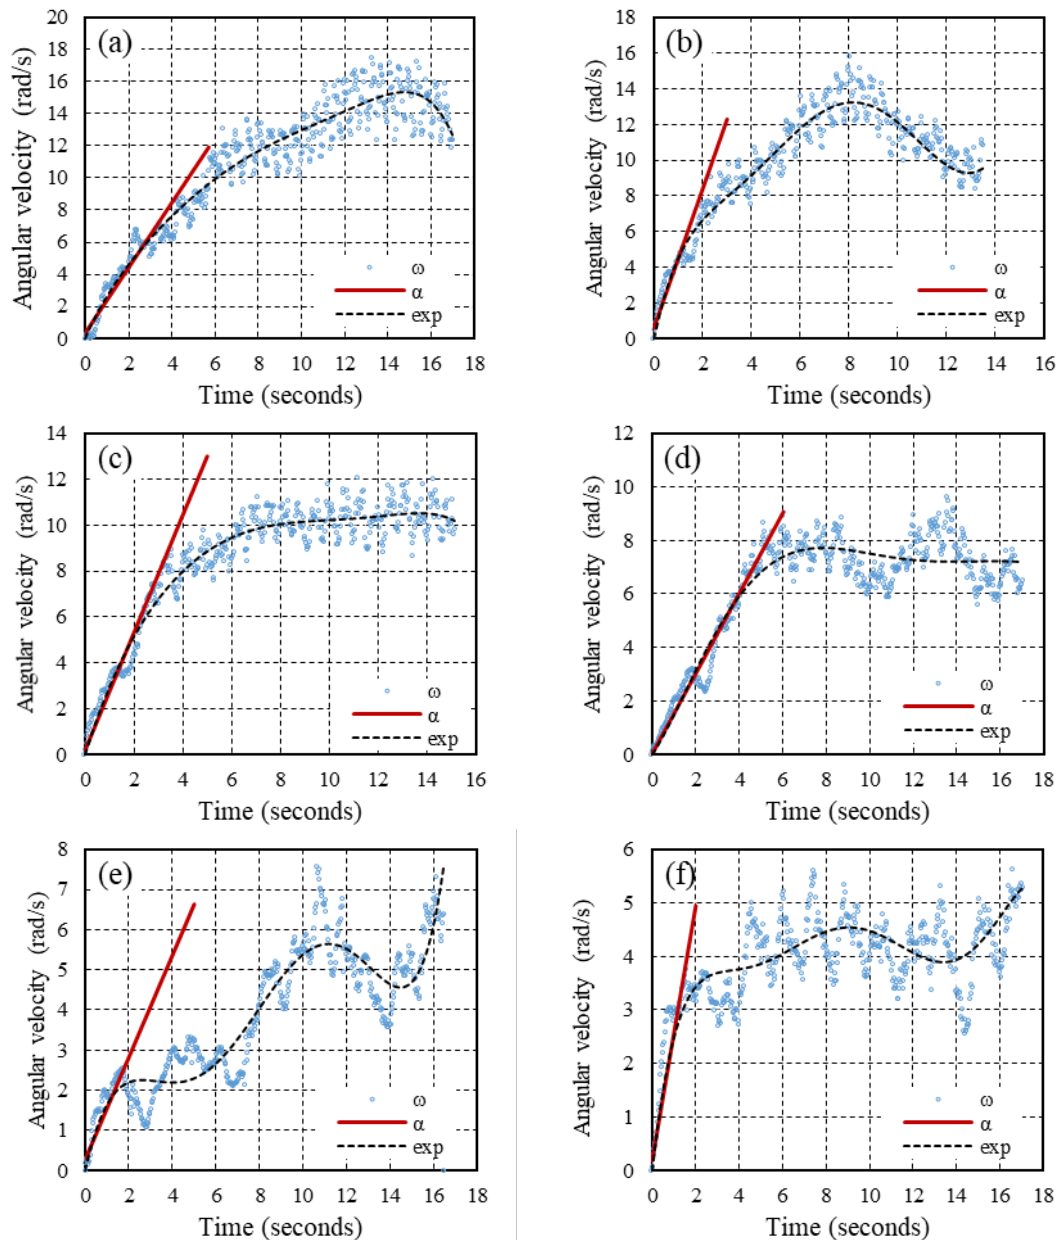 (a)
Angular velocity (rad/s)
20
18
16
14
12
10
8
6
4
2
0
ω
α
exp
0 2 4 6 8 10 12 14 16 18
Time (seconds)
(b)
Angular velocity (rad/s)
18
16
14
12
10
8
6
4
2
0
ω
α
exp
0 2 4 6 8 10 12 14 16
Time (seconds)
(c)
Angular velocity (rad/s)
14
12
10
8
6
4
2
0
ω
α
exp
0 2 4 6 8 10 12 14 16
Time (seconds)
(d)
Angular velocity (rad/s)
12
10
8
6
4
2
0
ω
α
exp
0 2 4 6 8 10 12 14 16 18
Time (seconds)
(e)
Angular velocity (rad/s)
8
7
6
5
4
3
2
1
0
ω
α
exp
0 2 4 6 8 10 12 14 16 18
Time (seconds)
(f)
Angular velocity (rad/s)
6
5
4
3
2
1
0
ω
α
exp
0 2 4 6 8 10 12 14 16 18
Time (seconds)